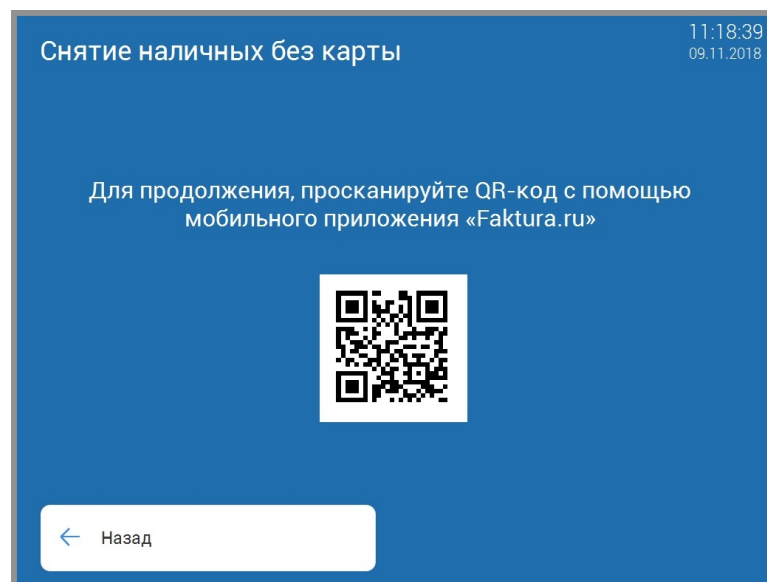 Снятие наличных без карты
11:18:39
09.11.2018
Для продолжения, просканируйте QR-код с помощью
мобильного приложения «Faktura.ru»
Назад